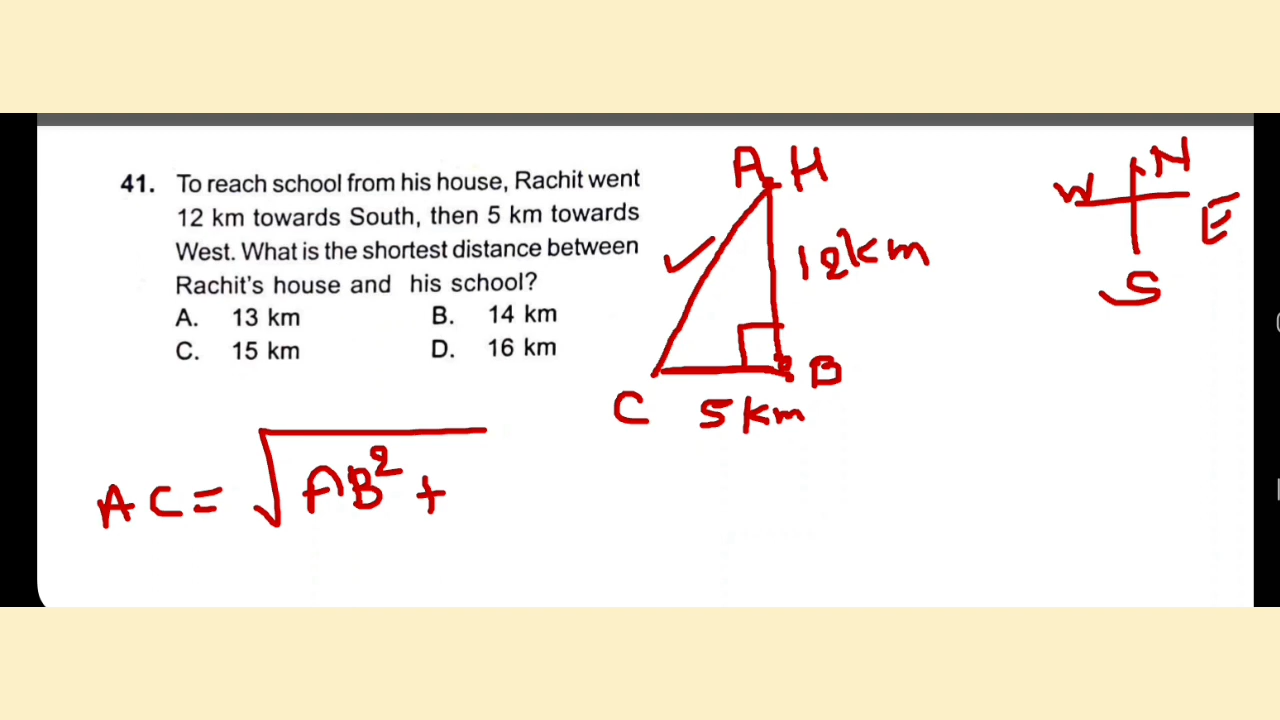 41. To reach school from his house, Rachit went
12 km towards South, then 5 km towards
West. What is the shortest distance between
Rachit's house and his school?
A. 13 km B. 14 km
C. 15 km D. 16 km
A H
12km
B
C 5km
N
W E
S
AC = √AB² +